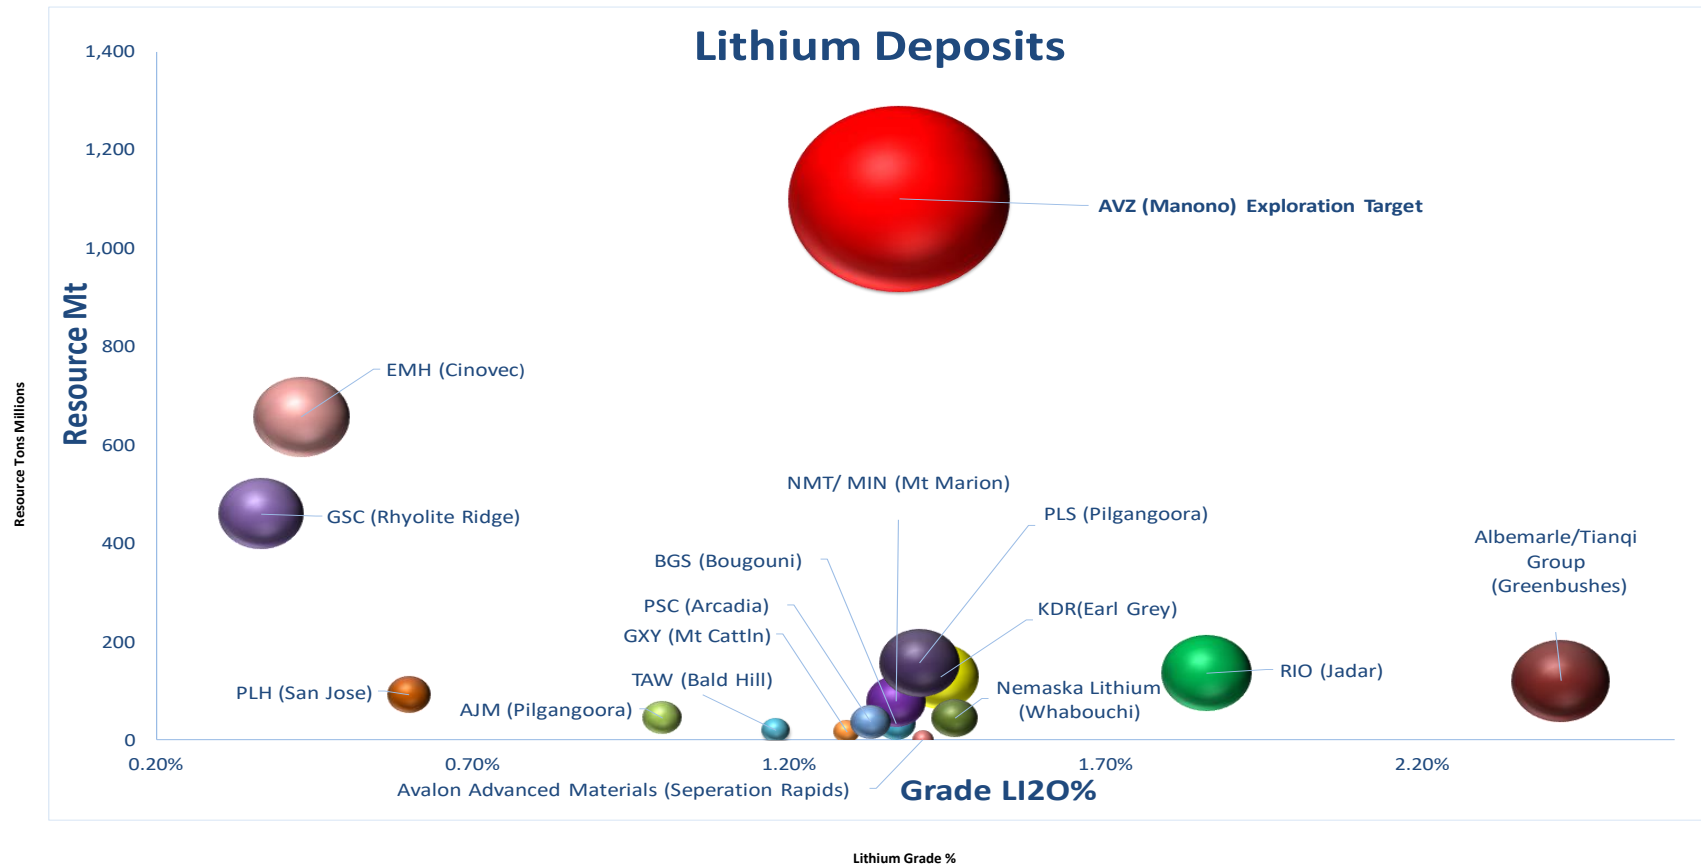 Lithium Deposits
1,400
1,200
1,000
800
600
400
200
0
Resource Mt
Resource Tons Millions
AVZ (Manono) Exploration Target
EMH (Cinovec)
GSC (Rhyolite Ridge)
NMT/ MIN (Mt Marion)
PLS (Pilgangoora)
Albemarle/Tianqi
Group
(Greenbushes)
BGS (Bougouni)
PSC (Arcadia)
KDR(Earl Grey)
GXY (Mt Cattln)
RIO (Jadar)
TAW (Bald Hill)
PLH (San Jose)
Nemaska Lithium
(Whabouchi)
AJM (Pilgangoora)
0.20%
0.70%
1.20%
1.70%
2.20%
Avalon Advanced Materials (Seperation Rapids)
Grade LI2O%
Lithium Grade %